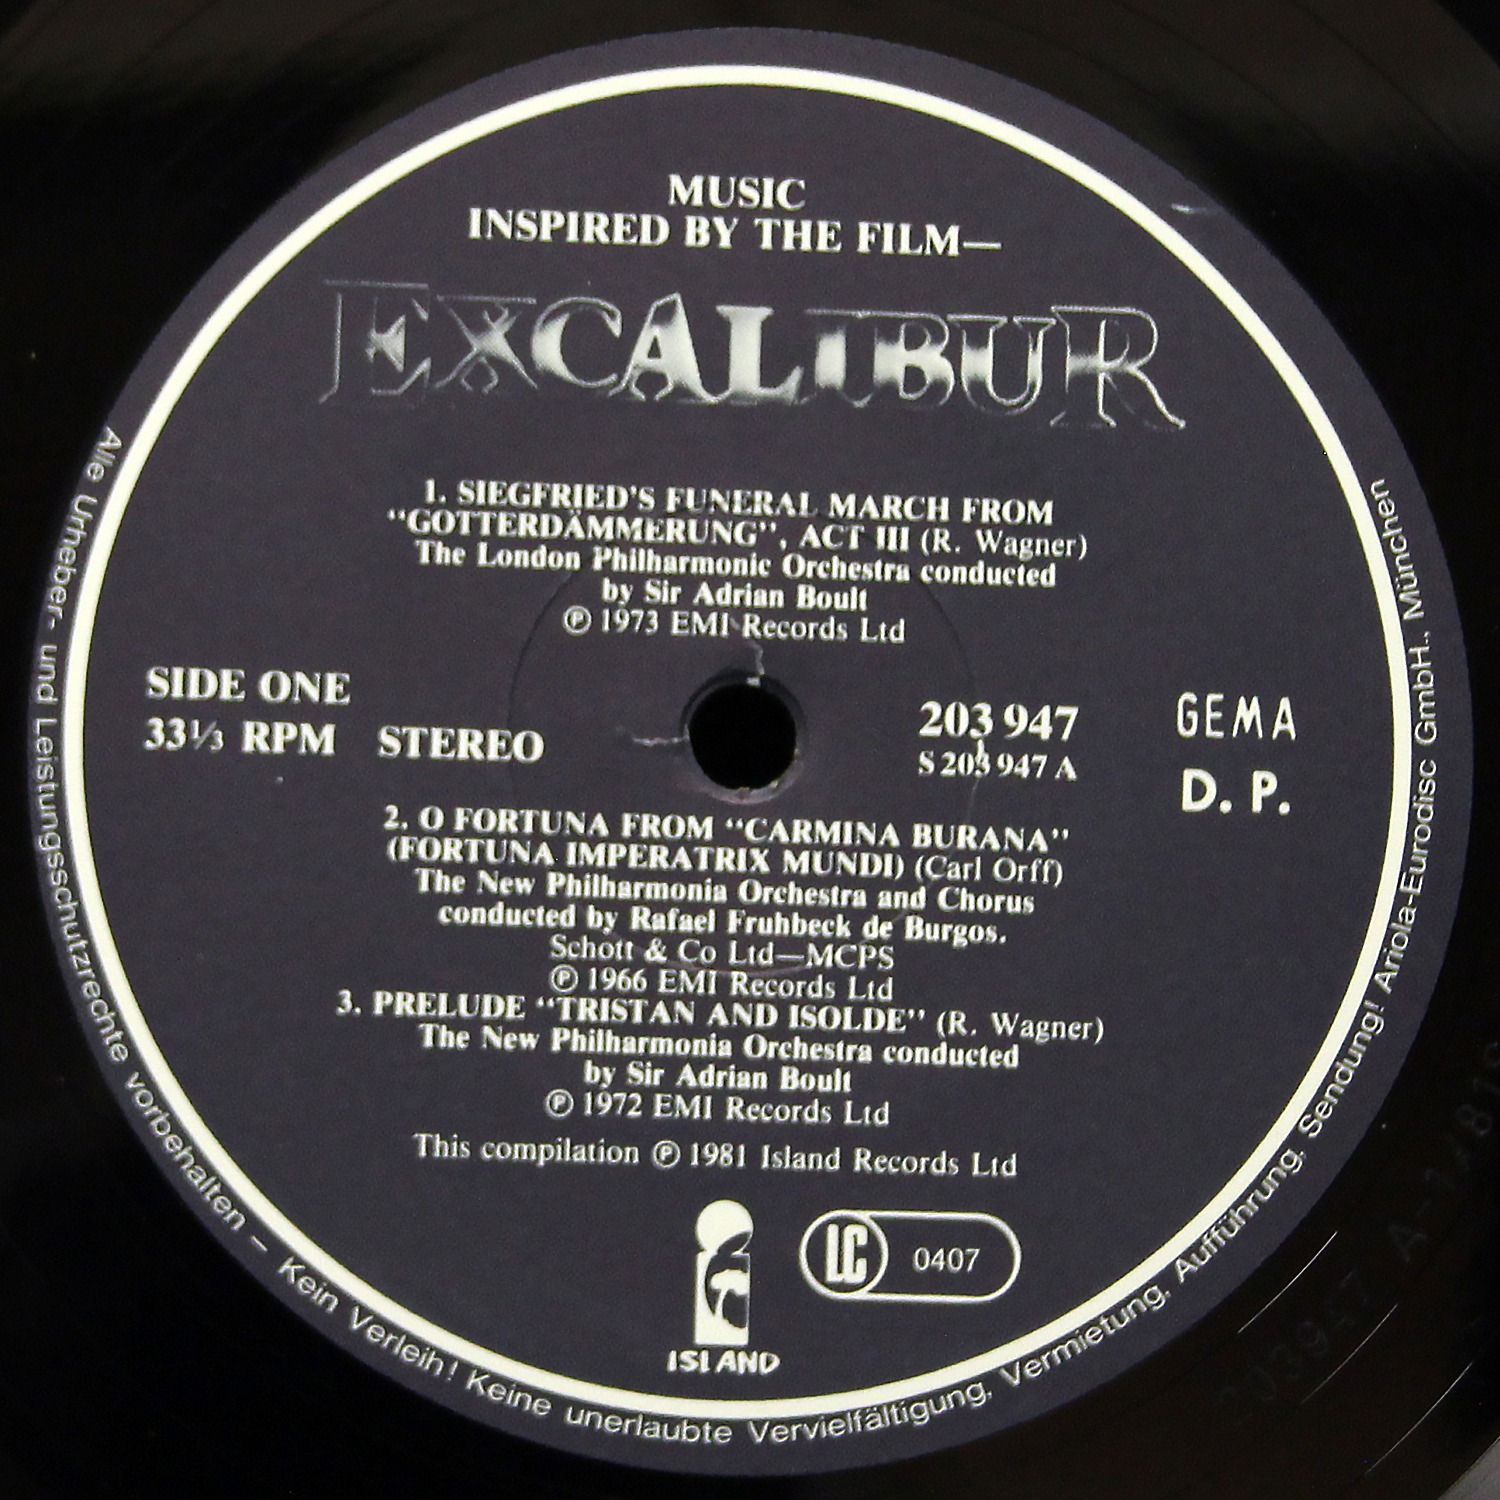 MUSIC
INSPIRED BY THE FILM—
EXCALIBUR
1. SIEGFRIED'S FUNERAL MARCH FROM
"GOTTERDÄMMERUNG", ACT III (R. Wagner)
The London Philharmonic Orchestra conducted
by Sir Adrian Boult
Ⓟ 1973 EMI Records Ltd
SIDE ONE
33⅓ RPM STEREO
203 947
S 203 947 A
GEMA
D. P.
2. O FORTUNA FROM "CARMINA BURANA"
(FORTUNA IMPERATRIX MUNDI) (Carl Orff)
The New Philharmonia Orchestra and Chorus
conducted by Rafael Fruhbeck de Burgos.
Schott & Co Ltd—MCPS
Ⓟ 1966 EMI Records Ltd
3. PRELUDE "TRISTAN AND ISOLDE" (R. Wagner)
The New Philharmonia Orchestra conducted
by Sir Adrian Boult
Ⓟ 1972 EMI Records Ltd
This compilation Ⓟ 1981 Island Records Ltd
ISLAND
LC 0407
Alle Urheber- und Leistungsschutzrechte vorbehalten – Kein Verleih! Keine unerlaubte Vervielfältigung, Vermietung, Aufführung, Sendung! Ariola-Eurodisc GmbH., München